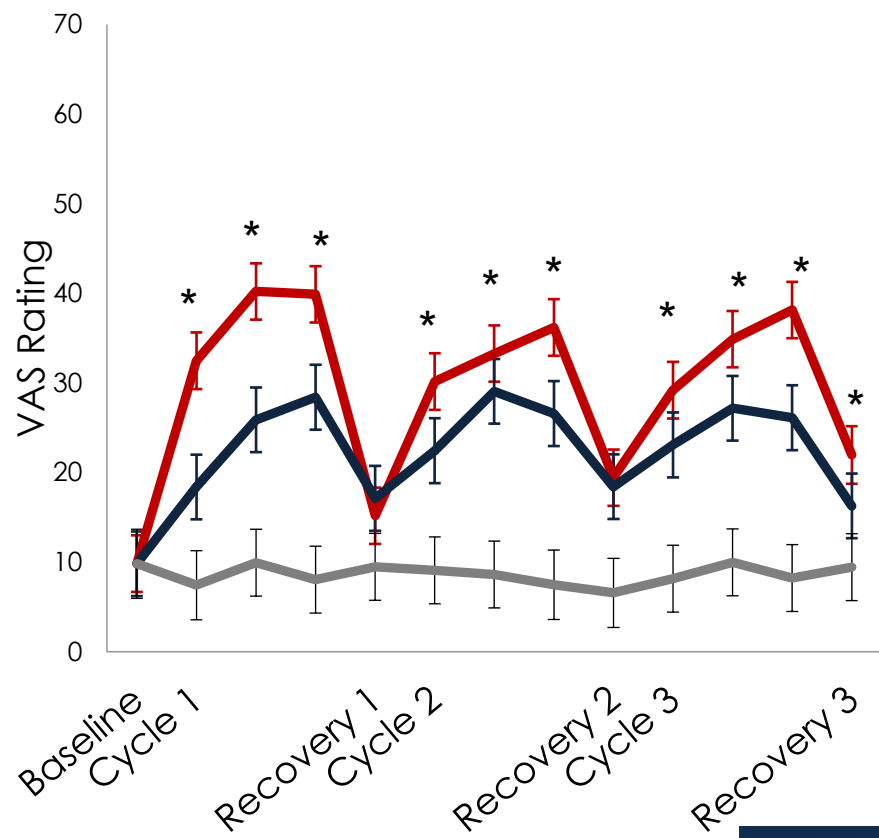 70
60
50
40
30
20
10
0
VAS Rating
* * * * * * * * * *
Baseline
Cycle 1
Recovery 1
Cycle 2
Recovery 2
Cycle 3
Recovery 3